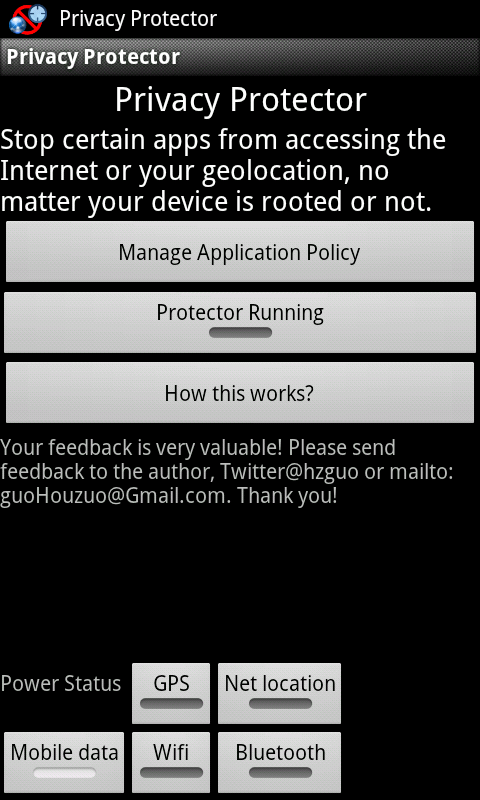 Privacy Protector
Privacy Protector
Privacy Protector
Stop certain apps from accessing the
Internet or your geolocation, no
matter your device is rooted or not.
Manage Application Policy
Protector Running
How this works?
Your feedback is very valuable! Please send
feedback to the author, Twitter@hzguo or mailto:
guoHouzuo@Gmail.com. Thank you!
Power Status GPS Net location
Mobile data Wifi Bluetooth